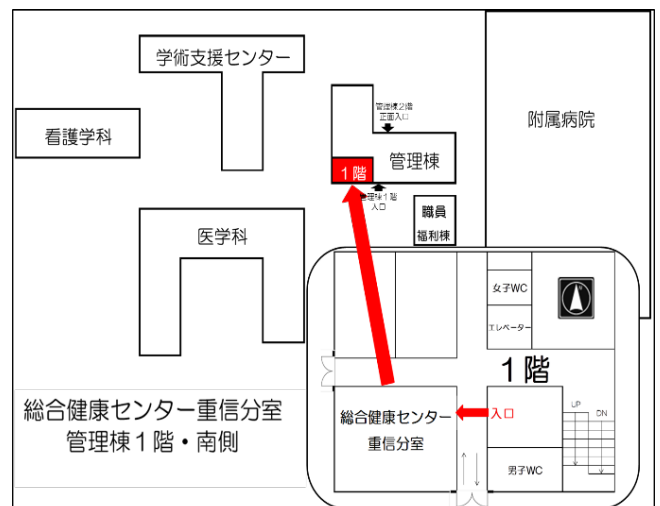 学術支援センター
看護学科
管理棟2階
正面入口
管理棟
1階
管理棟1階
入口
附属病院
職員
福利棟
医学科
女子WC
エレベーター
1階
総合健康センター
重信分室
入口
UP
DN
男子WC
総合健康センター重信分室
管理棟1階・南側